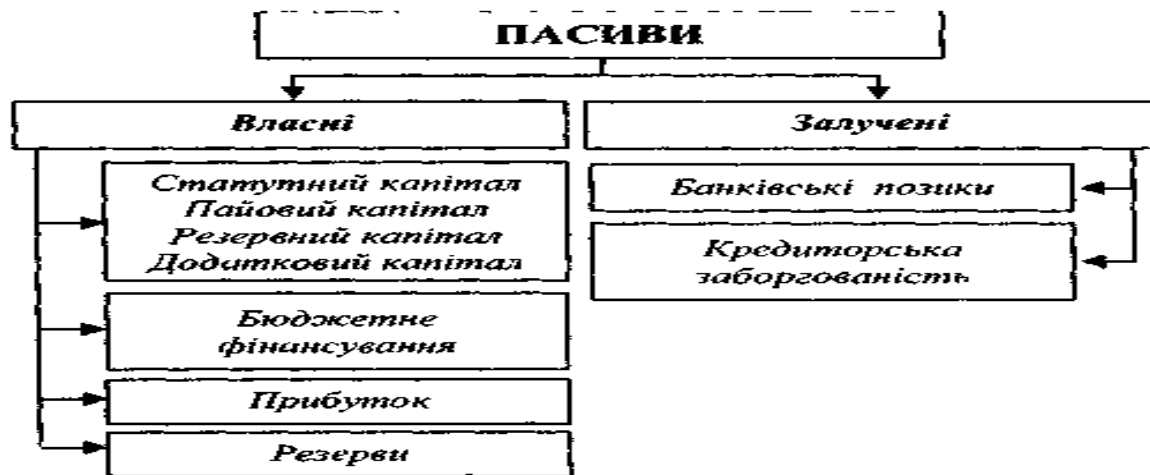 ПАСИВИ
Власні
Статутний капітал
Пайовий капітал
Резервний капітал
Додатковий капітал
Бюджетне
фінансування
Прибуток
Резерви
Залучені
Банківські позики
Кредиторська
заборгованість